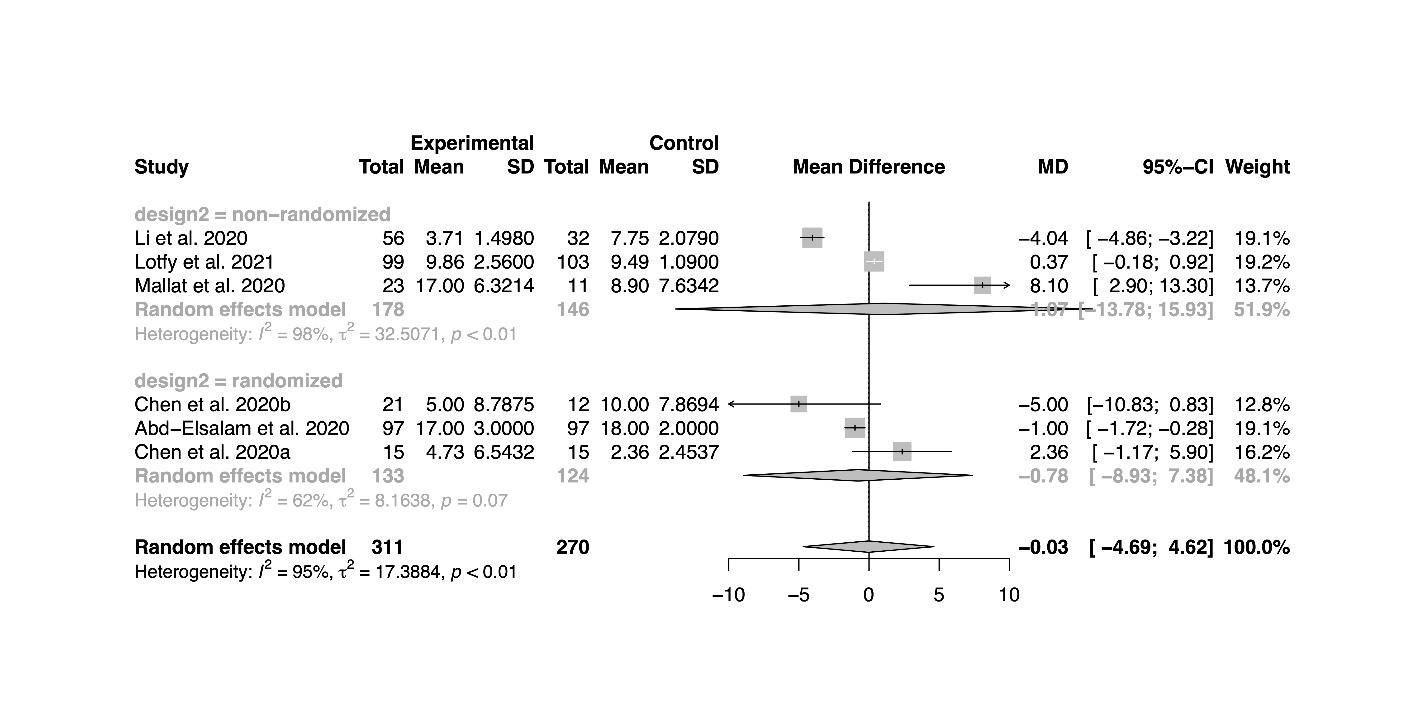 Experimental Control
Study Total Mean SD Total Mean SD Mean Difference MD 95%−CI Weight
design2 = non−randomized
Li et al. 2020 56 3.71 1.4980 32 7.75 2.0790 −4.04 [ −4.86; −3.22] 19.1%
Lotfy et al. 2021 99 9.86 2.5600 103 9.49 1.0900 0.37 [ −0.18; 0.92] 19.2%
Mallat et al. 2020 23 17.00 6.3214 11 8.90 7.6342 8.10 [ 2.90; 13.30] 13.7%
Random effects model 178 146 1.07 [−13.78; 15.93] 51.9%
Heterogeneity: I² = 98%, τ² = 32.5071, p < 0.01
design2 = randomized
Chen et al. 2020b 21 5.00 8.7875 12 10.00 7.8694 −5.00 [−10.83; 0.83] 12.8%
Abd−Elsalam et al. 2020 97 17.00 3.0000 97 18.00 2.0000 −1.00 [ −1.72; −0.28] 19.1%
Chen et al. 2020a 15 4.73 6.5432 15 2.36 2.4537 2.36 [ −1.17; 5.90] 16.2%
Random effects model 133 124 −0.78 [ −8.93; 7.38] 48.1%
Heterogeneity: I² = 62%, τ² = 8.1638, p = 0.07
Random effects model 311 270 −0.03 [ −4.69; 4.62] 100.0%
Heterogeneity: I² = 95%, τ² = 17.3884, p < 0.01
−10 −5 0 5 10